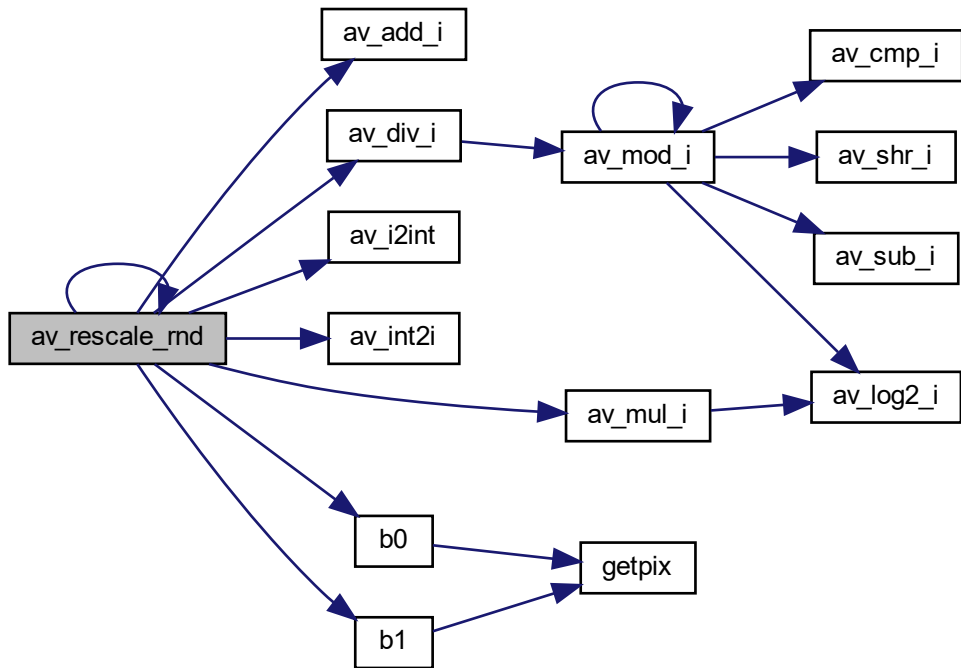 av_add_i
av_cmp_i
av_div_i
av_mod_i
av_shr_i
av_i2int
av_sub_i
av_rescale_rnd
av_int2i
av_mul_i
av_log2_i
b0
getpix
b1